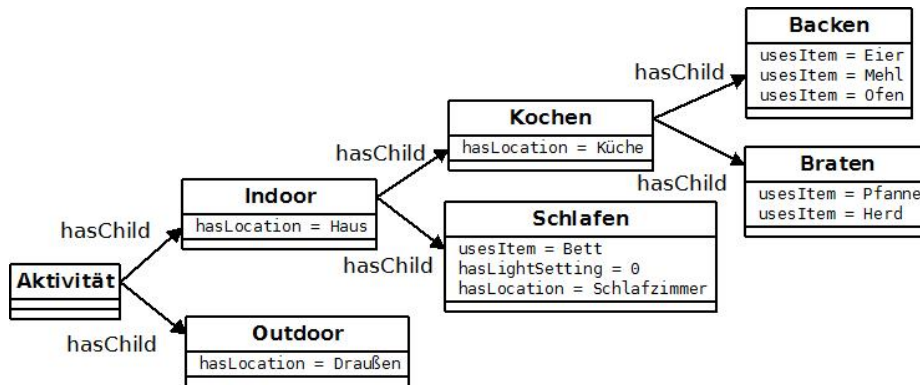 Backen
usesItem = Eier
usesItem = Mehl
usesItem = Ofen
hasChild
Kochen
hasLocation = Küche
hasChild
Braten
usesItem = Pfanne
usesItem = Herd
hasChild
Indoor
hasLocation = Haus
hasChild
Schlafen
usesItem = Bett
hasLightSetting = 0
hasLocation = Schlafzimmer
hasChild
Aktivität
hasChild
Outdoor
hasLocation = Draußen
hasChild